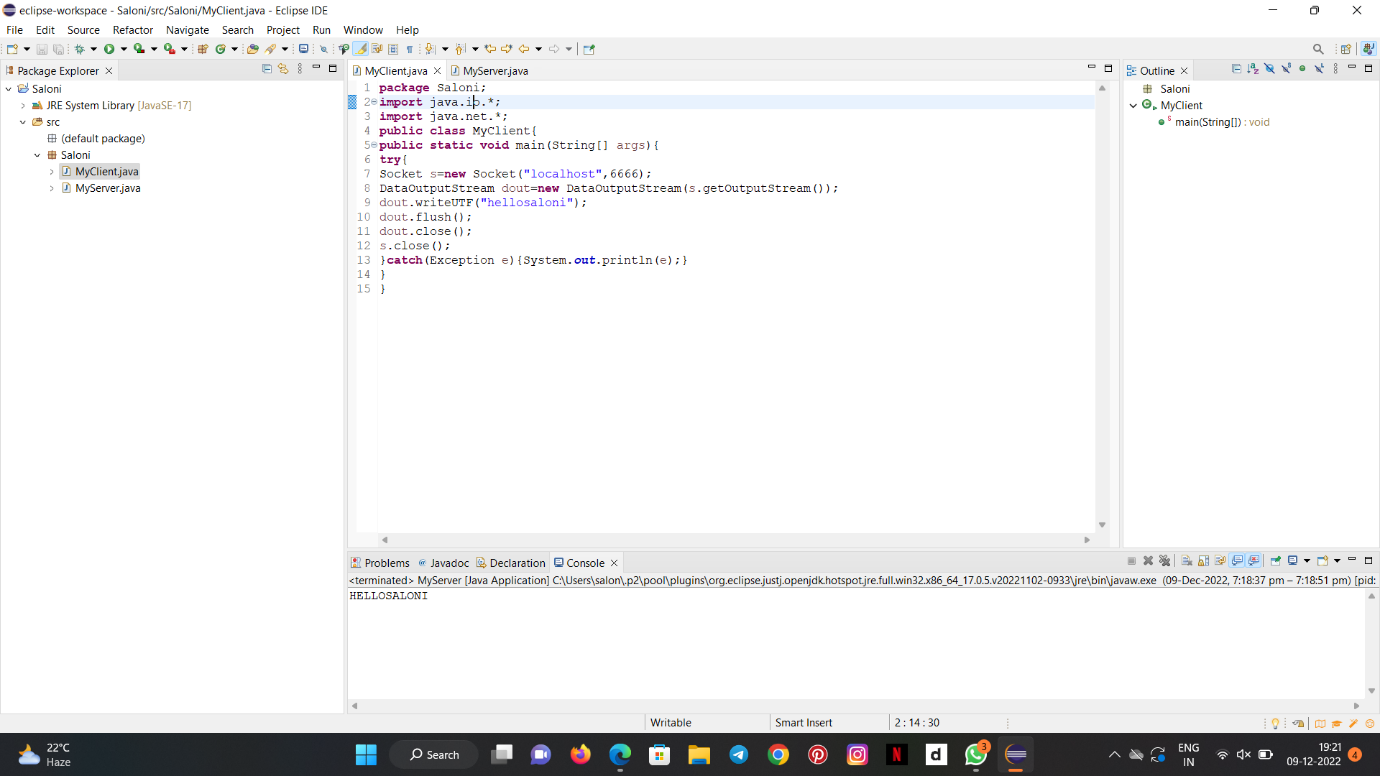 eclipse-workspace - Saloni/src/Saloni/MyClient.java - Eclipse IDE
File Edit Source Refactor Navigate Search Project Run Window Help
Package Explorer
Saloni
JRE System Library [JavaSE-17]
src
(default package)
Saloni
MyClient.java
MyServer.java
MyClient.java MyServer.java
1 package Saloni;
2 import java.io.*;
3 import java.net.*;
4 public class MyClient{
5 public static void main(String[] args){
6 try{
7 Socket s=new Socket("localhost",6666);
8 DataOutputStream dout=new DataOutputStream(s.getOutputStream());
9 dout.writeUTF("hellosaloni");
10 dout.flush();
11 dout.close();
12 s.close();
13 }catch(Exception e){System.out.println(e);}
14 }
15 }
Outline
Saloni
MyClient
main(String[]) : void
Problems Javadoc Declaration Console
<terminated> MyServer [Java Application] C:\Users\salon\.p2\pool\plugins\org.eclipse.justj.openjdk.hotspot.jre.full.win32.x86_64_17.0.5.v20221102-0933\jre\bin\javaw.exe (09-Dec-2022, 7:18:37 pm – 7:18:51 pm) [pid:
HELLOSALONI
Writable Smart Insert 2 : 14 : 30
22°C
Haze
Search
N
d
3
ENG
IN
19:21
09-12-2022
4